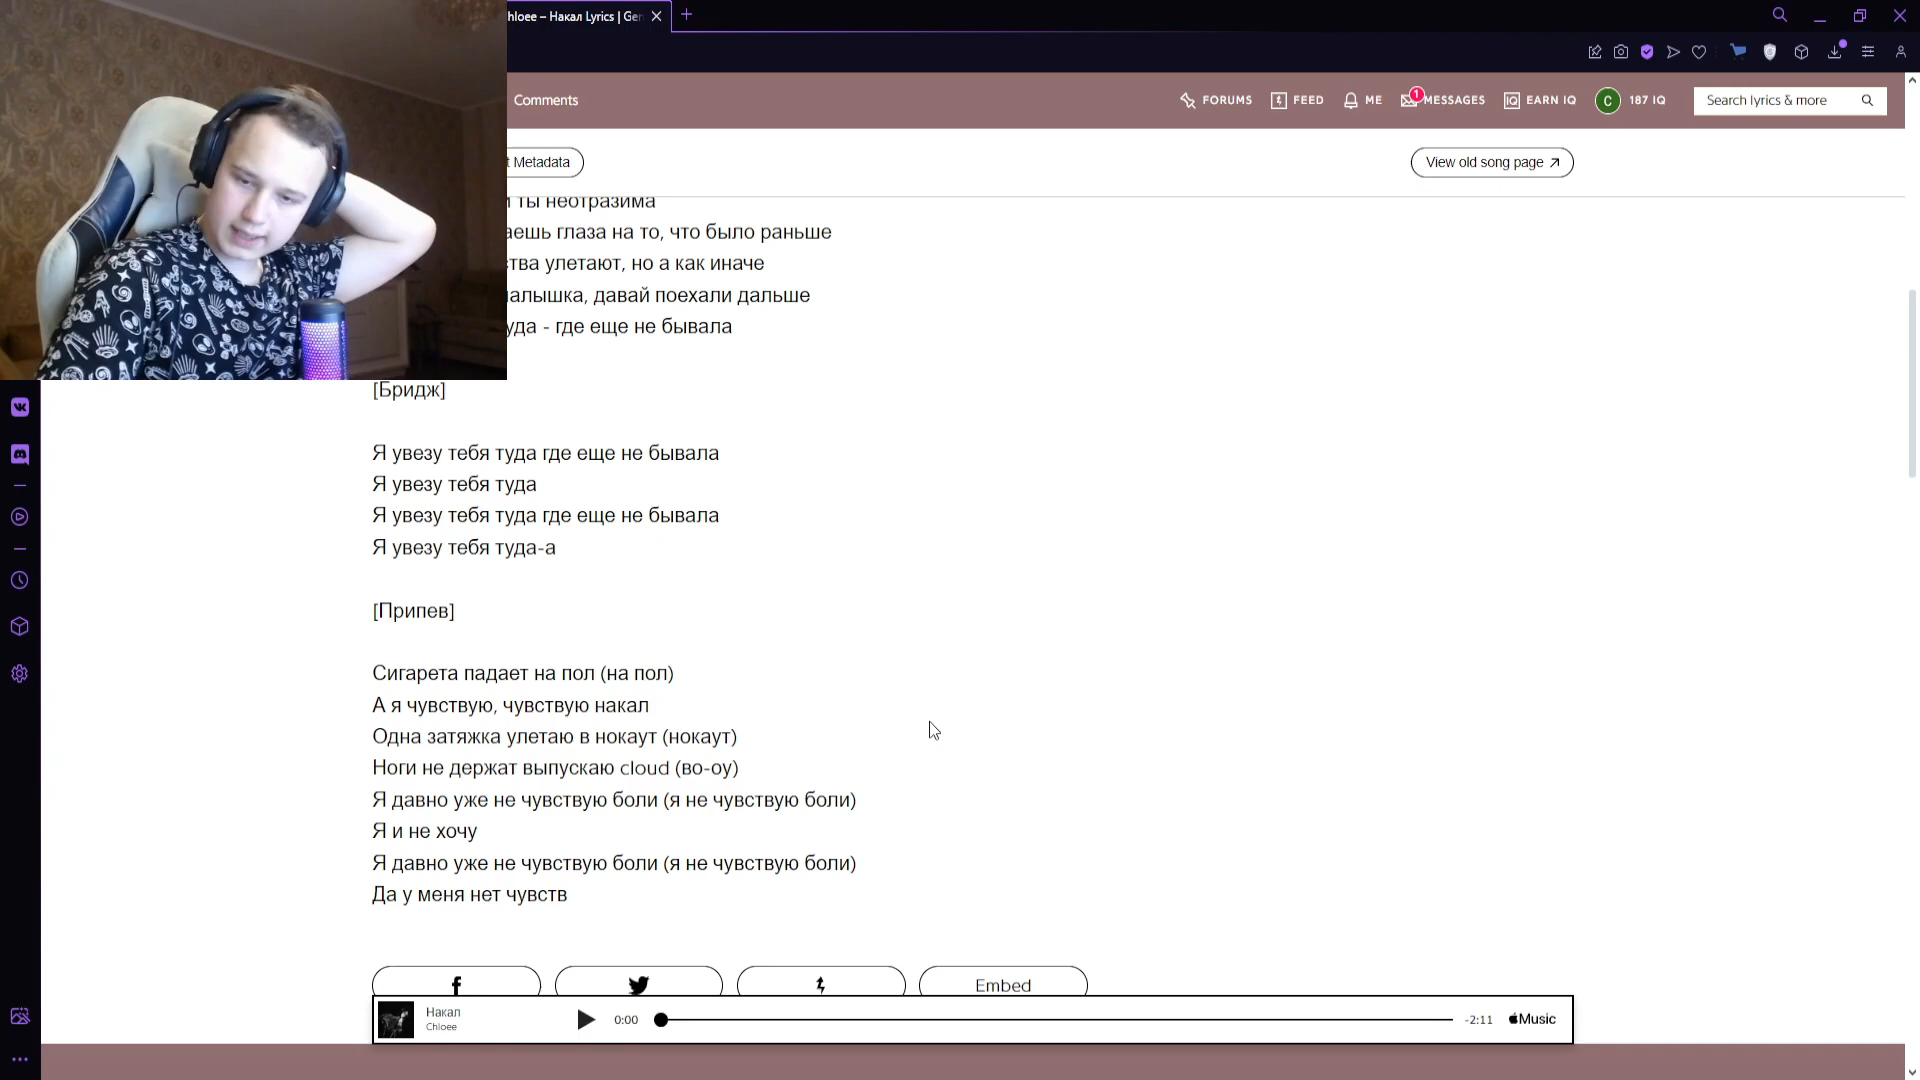 hloee – Накал Lyrics | Ge
Comments
FORUMS
FEED
ME
1
MESSAGES
EARN IQ
C
187 IQ
Search lyrics & more
t Metadata
View old song page
ты неотразима
аешь глаза на то, что было раньше
тва улетают, но а как иначе
малышка, давай поехали дальше
уда - где еще не бывала
[Бридж]
Я увезу тебя туда где еще не бывала
Я увезу тебя туда
Я увезу тебя туда где еще не бывала
Я увезу тебя туда-а
[Припев]
Сигарета падает на пол (на пол)
А я чувствую, чувствую накал
Одна затяжка улетаю в нокаут (нокаут)
Ноги не держат выпускаю cloud (во-оу)
Я давно уже не чувствую боли (я не чувствую боли)
Я и не хочу
Я давно уже не чувствую боли (я не чувствую боли)
Да у меня нет чувств
Embed
Накал
Chloee
0:00
-2:11
Music